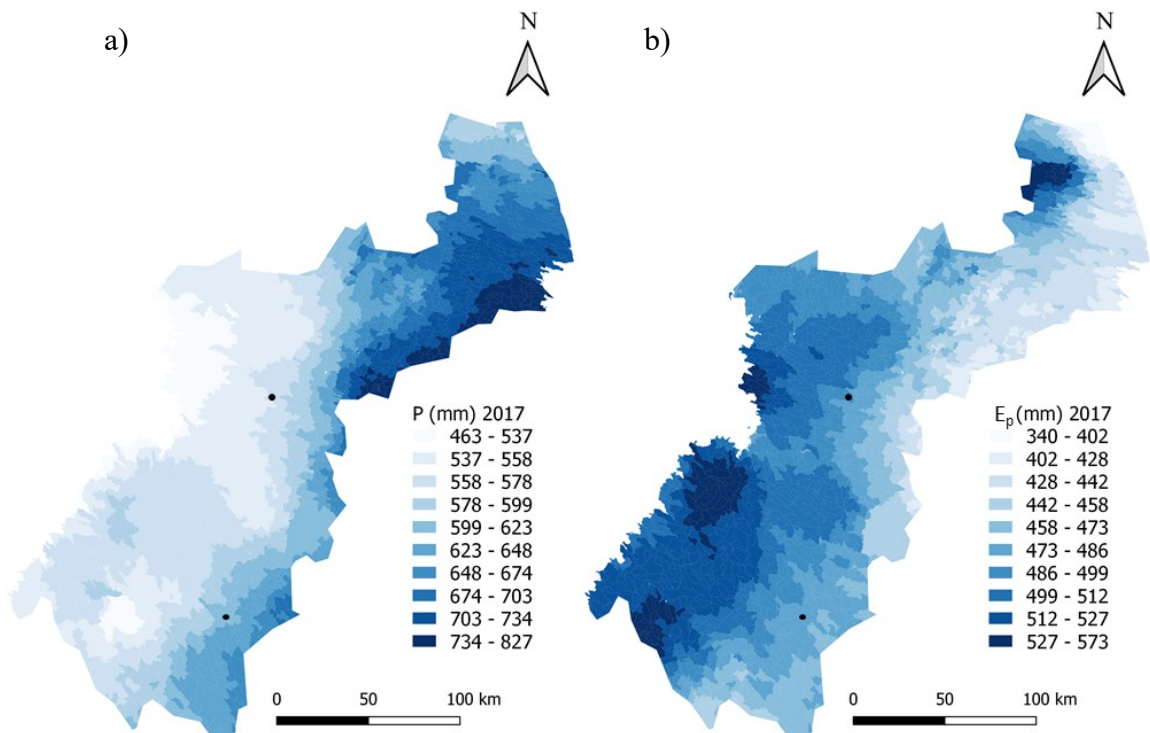 a)
N
P (mm) 2017
463 - 537
537 - 558
558 - 578
578 - 599
599 - 623
623 - 648
648 - 674
674 - 703
703 - 734
734 - 827
0 50 100 km
b)
N
Ep (mm) 2017
340 - 402
402 - 428
428 - 442
442 - 458
458 - 473
473 - 486
486 - 499
499 - 512
512 - 527
527 - 573
0 50 100 km